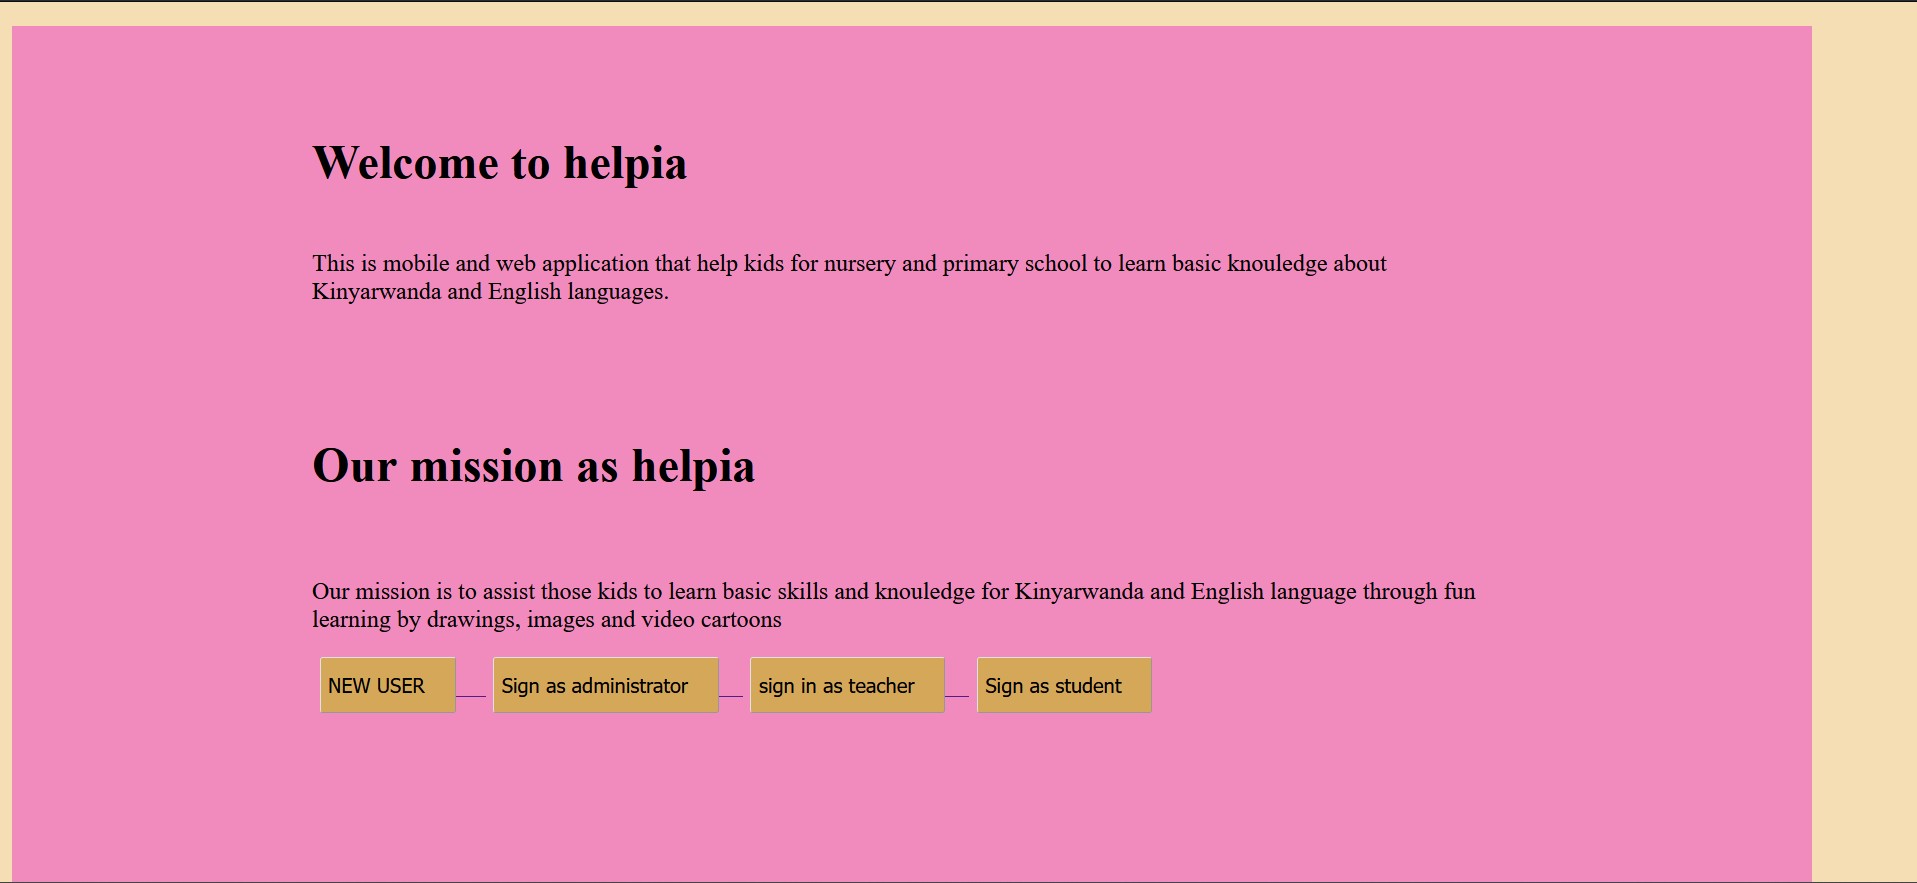 Welcome to helpia
This is mobile and web application that help kids for nursery and primary school to learn basic knouledge about
Kinyarwanda and English languages.
Our mission as helpia
Our mission is to assist those kids to learn basic skills and knouledge for Kinyarwanda and English language through fun
learning by drawings, images and video cartoons
NEW USER Sign as administrator sign in as teacher Sign as student